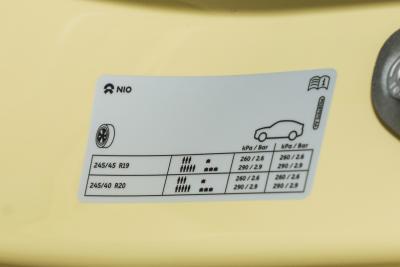 NIO
kPa / Bar kPa / Bar
245/45 R19 260 / 2.6 260 / 2.6
290 / 2.9 290 / 2.9
245/40 R20 260 / 2.6 260 / 2.6
290 / 2.9 290 / 2.9